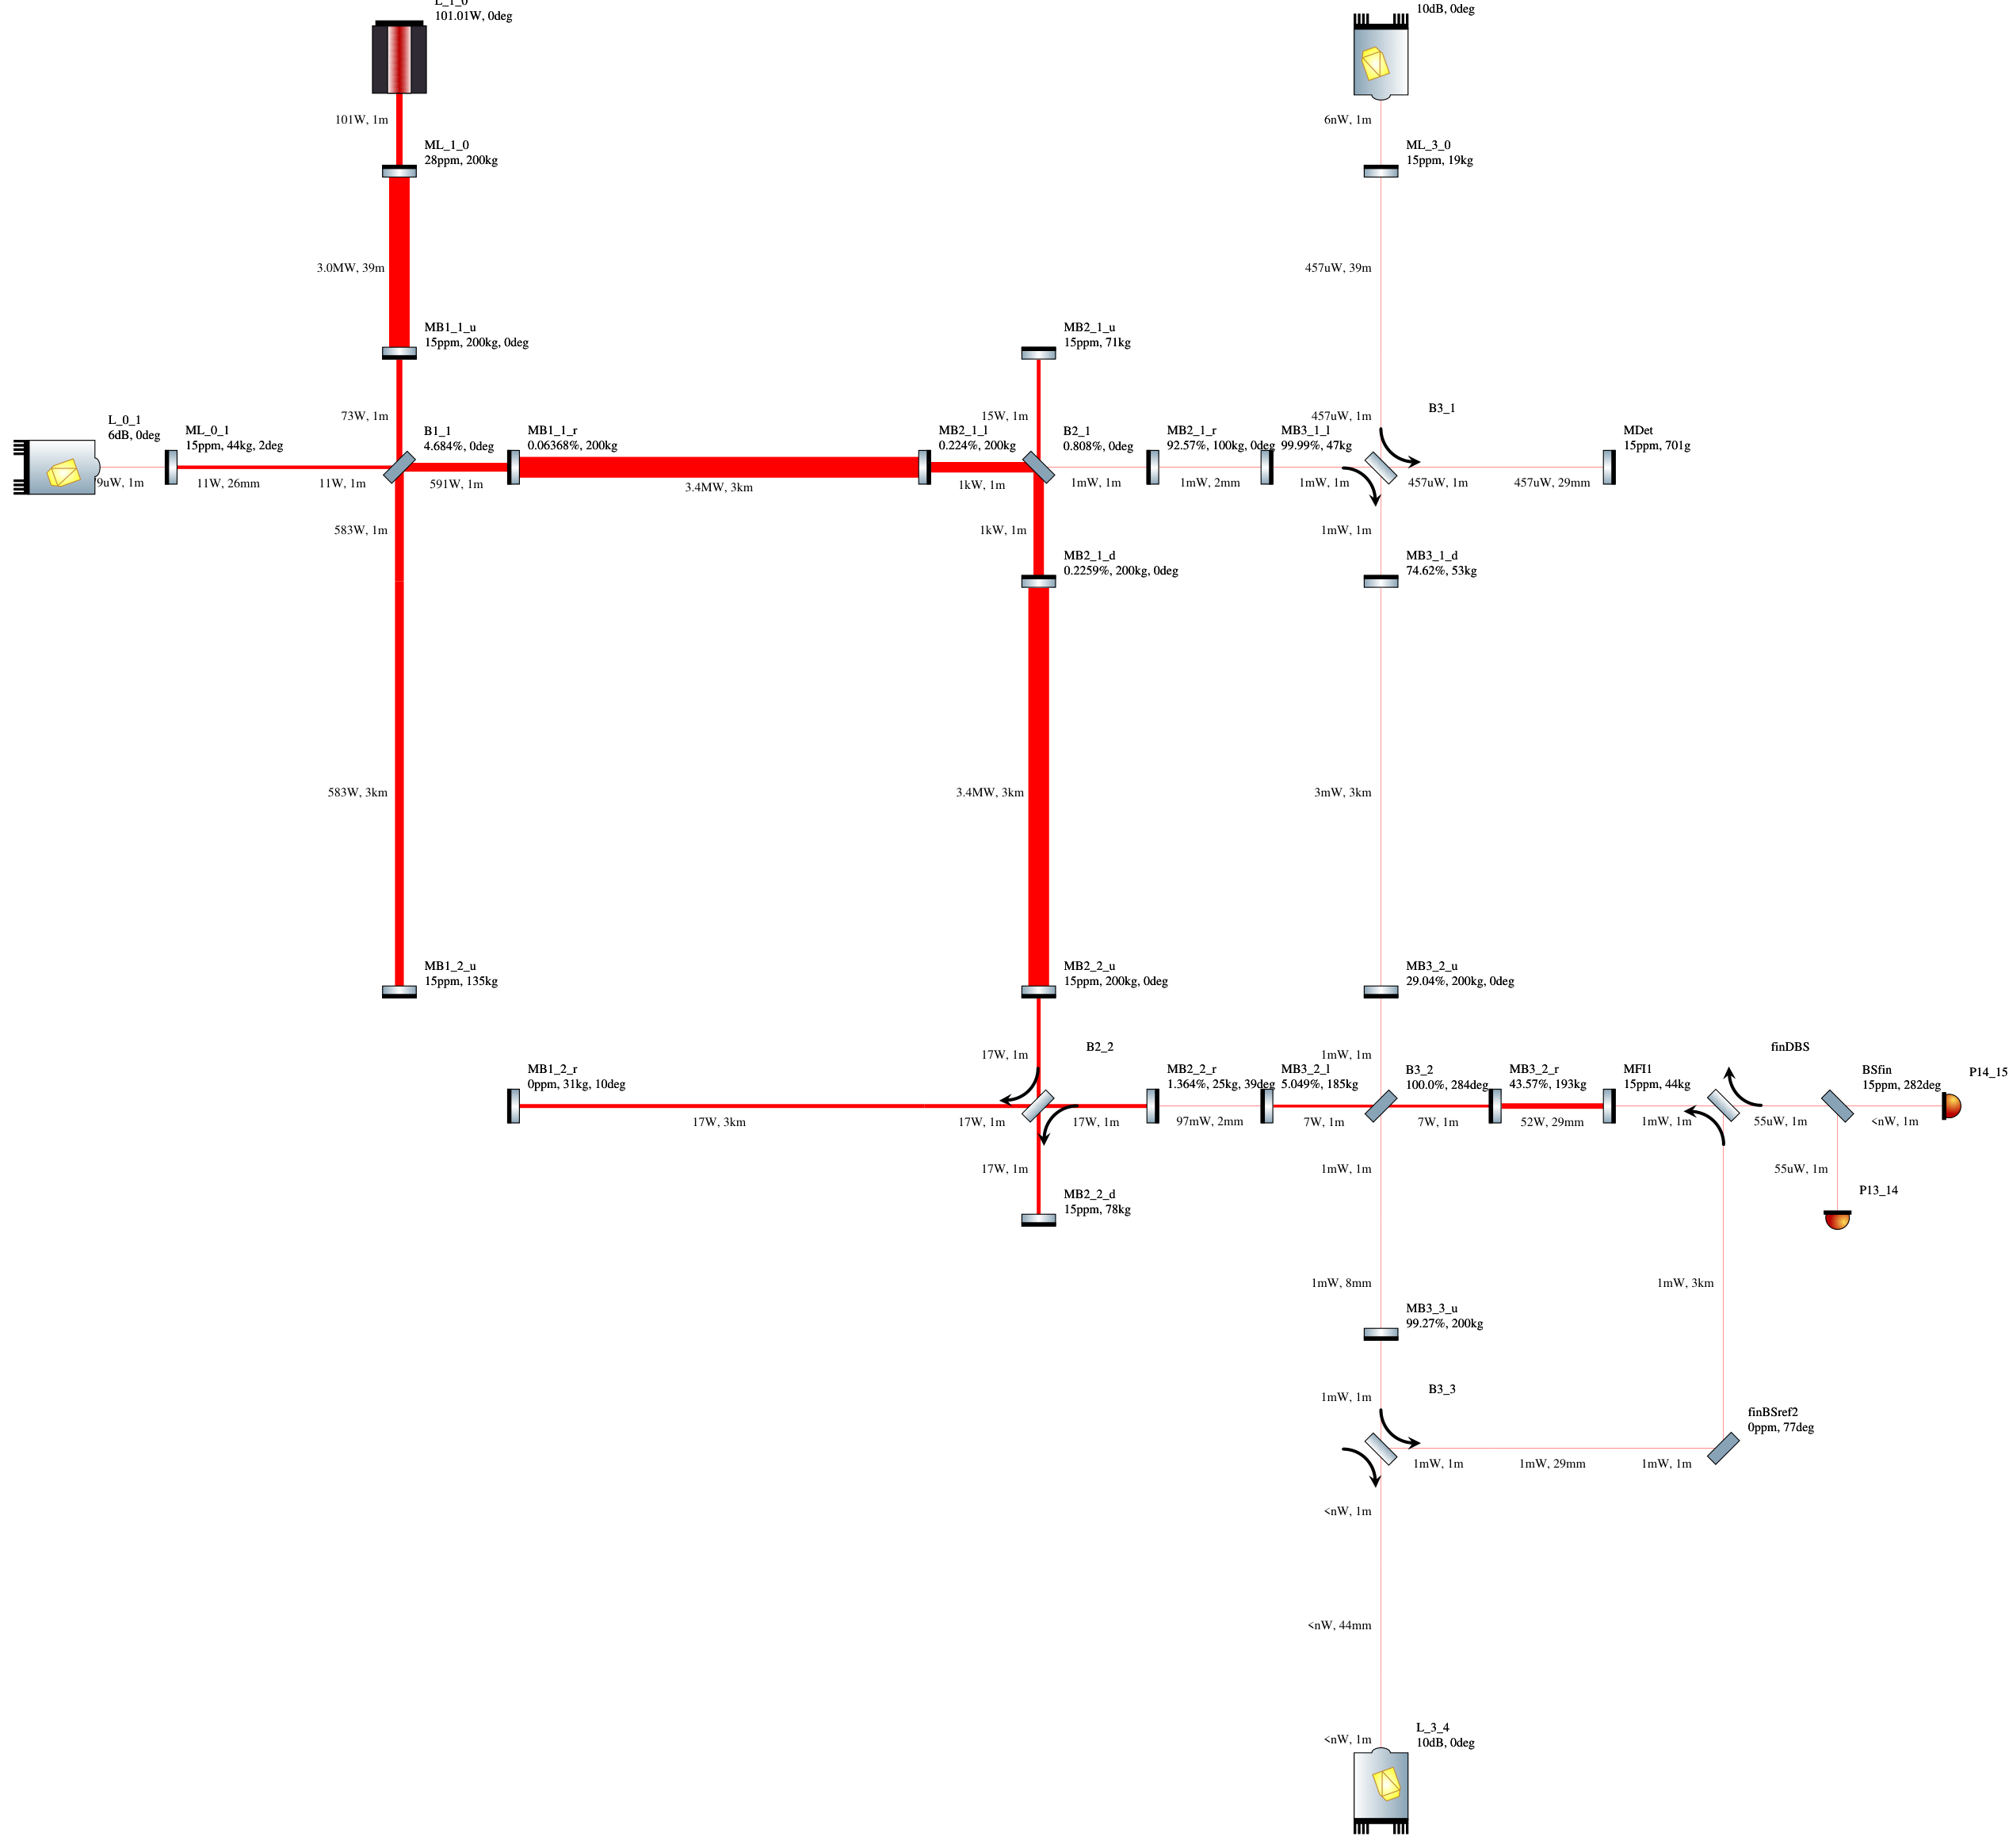 L_1_0
101.01W, 0deg
10dB, 0deg
101W, 1m
6nW, 1m
ML_1_0
28ppm, 200kg
ML_3_0
15ppm, 19kg
3.0MW, 39m
457uW, 39m
MB1_1_u
15ppm, 200kg, 0deg
MB2_1_u
15ppm, 71kg
73W, 1m
15W, 1m
457uW, 1m
B3_1
L_0_1
6dB, 0deg
ML_0_1
15ppm, 44kg, 2deg
B1_1
4.684%, 0deg
MB1_1_r
0.06368%, 200kg
MB2_1_l
0.224%, 200kg
B2_1
0.808%, 0deg
MB2_1_r
92.57%, 100kg, 0deg
MB3_1_l
99.99%, 47kg
MDet
15ppm, 701g
9uW, 1m
11W, 26mm
11W, 1m
591W, 1m
3.4MW, 3km
1kW, 1m
1mW, 1m
1mW, 2mm
1mW, 1m
457uW, 1m
457uW, 29mm
583W, 1m
1kW, 1m
1mW, 1m
MB2_1_d
0.2259%, 200kg, 0deg
MB3_1_d
74.62%, 53kg
583W, 3km
3.4MW, 3km
3mW, 3km
MB1_2_u
15ppm, 135kg
MB2_2_u
15ppm, 200kg, 0deg
MB3_2_u
29.04%, 200kg, 0deg
17W, 1m
B2_2
1mW, 1m
finDBS
MB1_2_r
0ppm, 31kg, 10deg
MB2_2_r
1.364%, 25kg, 39deg
MB3_2_l
5.049%, 185kg
B3_2
100.0%, 284deg
MB3_2_r
43.57%, 193kg
MFI1
15ppm, 44kg
BSfin
15ppm, 282deg
P14_15
17W, 3km
17W, 1m
17W, 1m
97mW, 2mm
7W, 1m
7W, 1m
52W, 29mm
1mW, 1m
55uW, 1m
<nW, 1m
17W, 1m
1mW, 1m
55uW, 1m
MB2_2_d
15ppm, 78kg
P13_14
1mW, 8mm
1mW, 3km
MB3_3_u
99.27%, 200kg
1mW, 1m
B3_3
finBSref2
0ppm, 77deg
1mW, 1m
1mW, 29mm
1mW, 1m
<nW, 1m
<nW, 44mm
L_3_4
10dB, 0deg
<nW, 1m